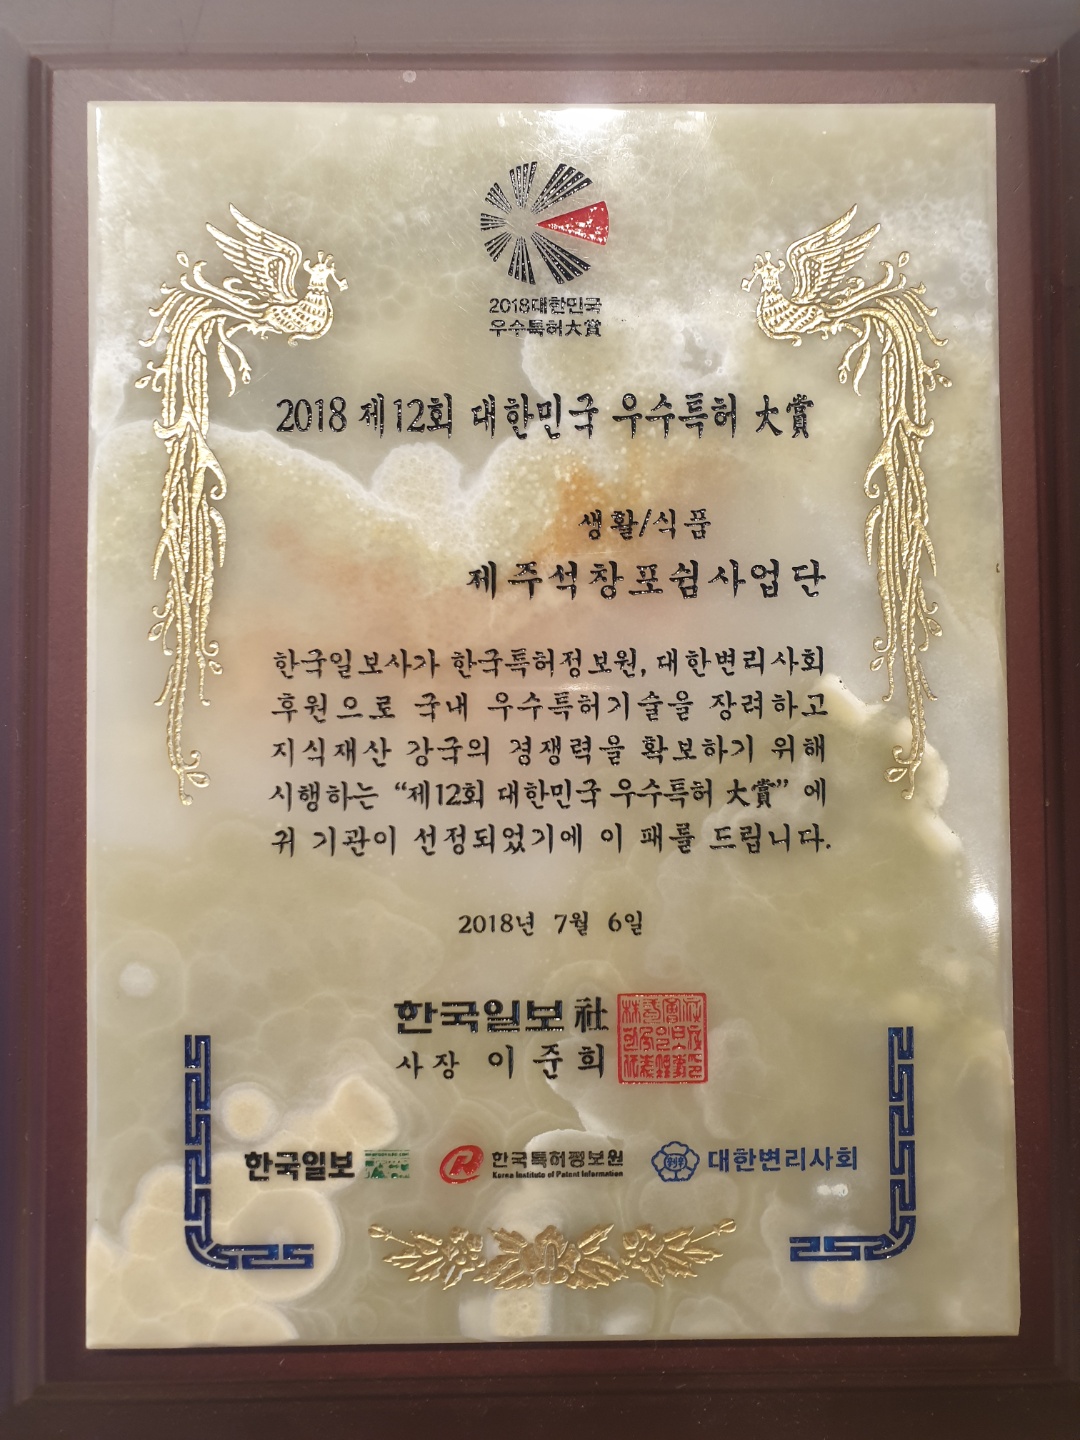 2018대한민국
우수특허大賞
2018 제12회 대한민국 우수특허 大賞
생활/식품
제주석창포쉼사업단
한국일보사가 한국특허정보원, 대한변리사회
후원으로 국내 우수특허기술을 장려하고
지식재산 강국의 경쟁력을 확보하기 위해
시행하는 “제12회 대한민국 우수특허 大賞” 에
귀 기관이 선정되었기에 이 패를 드립니다.
2018년 7월 6일
한국일보社
사장 이준희
한국일보 한국특허정보원 대한변리사회
Korea Institute of Patent Information